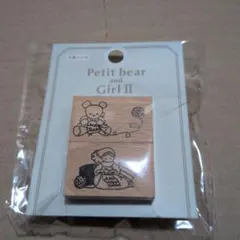 Petit bear
and
Girl II